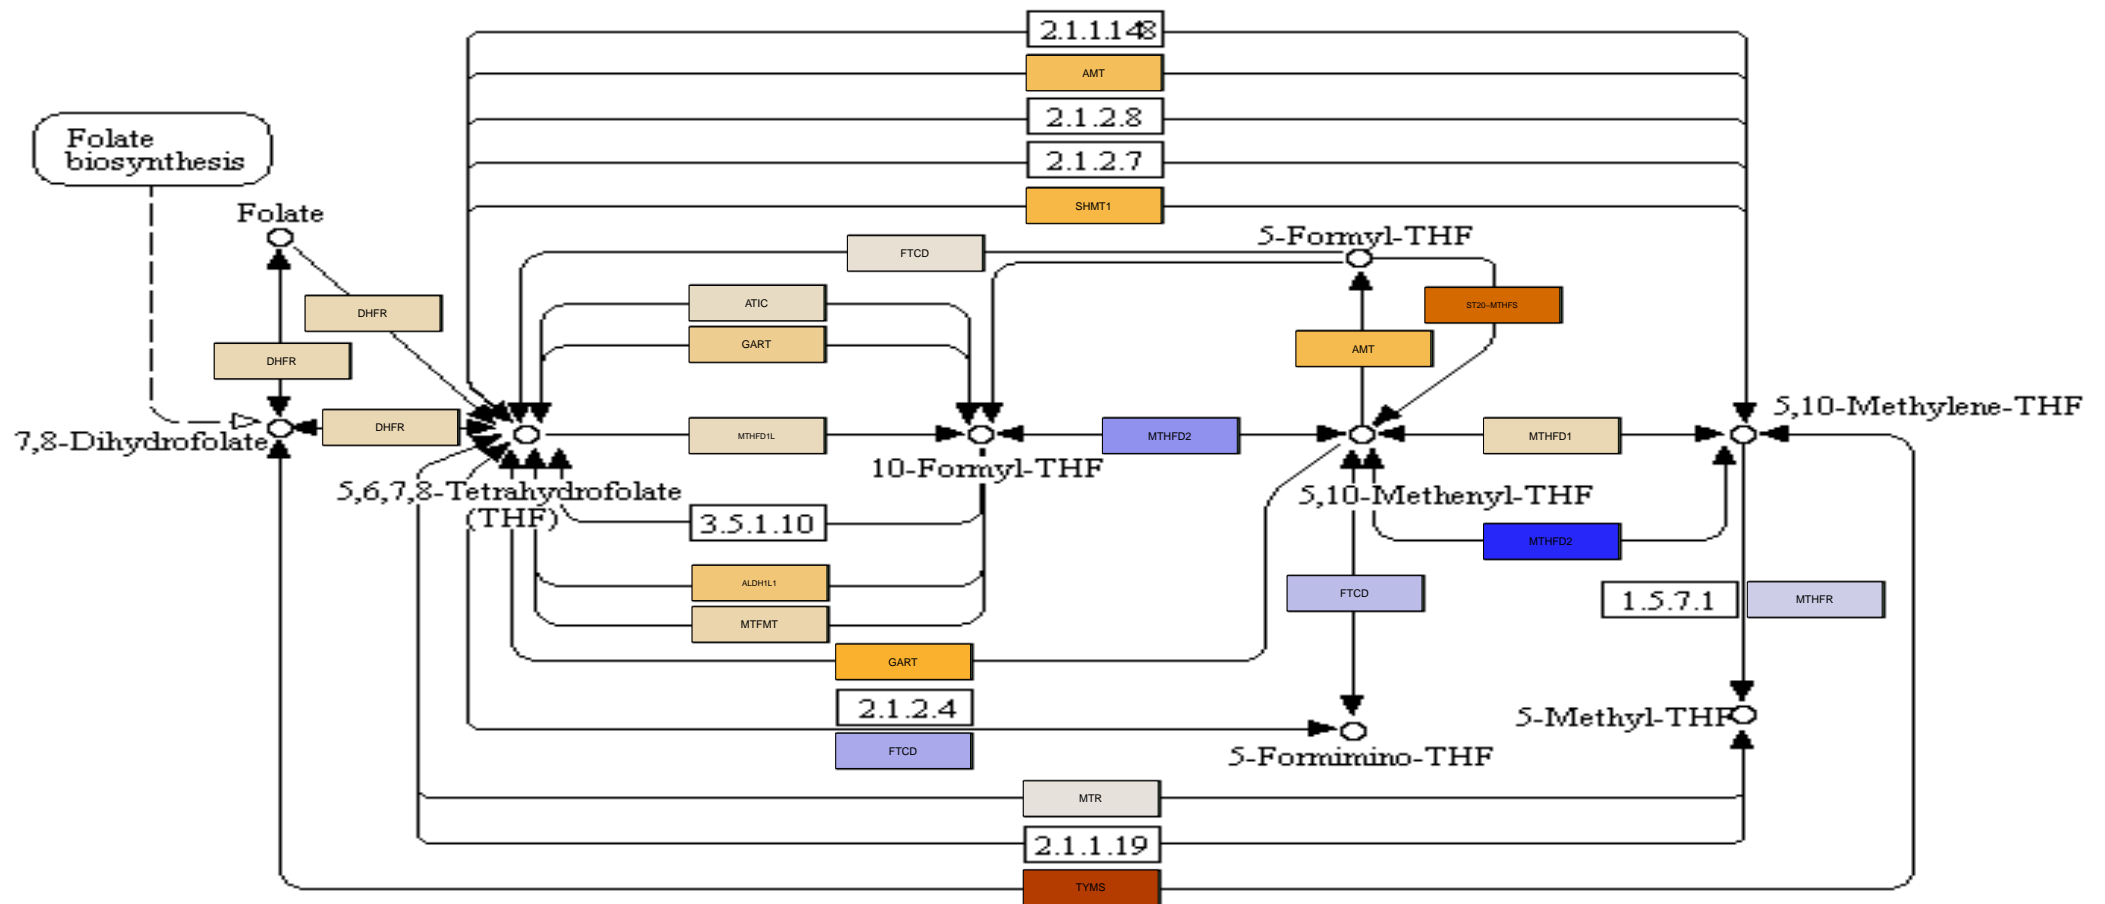 2.1.1.148
AMT
2.1.2.8
2.1.2.7
SHMT1
Folate
biosynthesis
Folate
FTCD
5-Formyl-THF
ATIC
GART
DHFR
DHFR
DHFR
ST20-MTHFS
AMT
7,8-Dihydrofolate
MTHFD1L
MTHFD2
MTHFD1
5,10-Methylene-THF
10-Formyl-THF
5,6,7,8-Tetrahydrofolate
(THF)
5,10-Methenyl-THF
3.5.1.10
MTHFD2
ALDH1L1
MTFMT
FTCD
1.5.7.1
MTHFR
GART
2.1.2.4
FTCD
5-Methyl-THF
5-Formimino-THF
MTR
2.1.1.19
TYMS